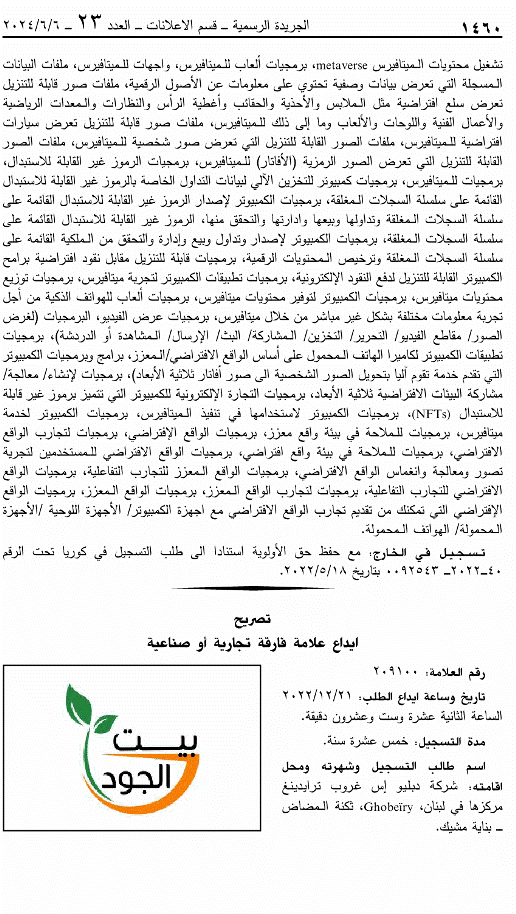 ١٤٦٠ الجريدة الرسمية ـ قسم الاعلانات ـ العدد ٢٣ ـ ٢٠٢٤/٦/٦
تشغيل محتويات الميتافيرس metaverse، برمجيات ألعاب للميتافيرس، واجهات للميتافيرس، ملفات البيانات
المسجلة التي تعرض بيانات وصفية تحتوي على معلومات عن الأصول الرقمية، ملفات صور قابلة للتنزيل
تعرض سلع افتراضية مثل الملابس والأحذية والحقائب وأغطية الرأس والنظارات والمعدات الرياضية
والأعمال الفنية واللوحات والألعاب وما إلى ذلك للميتافيرس، ملفات صور قابلة للتنزيل تعرض سيارات
افتراضية للميتافيرس، ملفات الصور القابلة للتنزيل التي تعرض صور شخصية للميتافيرس، ملفات الصور
القابلة للتنزيل التي تعرض الصور الرمزية (الأفاتار) للميتافيرس، برمجيات الرموز غير القابلة للاستبدال،
برمجيات للميتافيرس، برمجيات كمبيوتر للتخزين الآلي لبيانات التداول الخاصة بالرموز غير القابلة للاستبدال
القائمة على سلسلة السجلات المغلقة، برمجيات الكمبيوتر لإصدار الرموز غير القابلة للاستبدال القائمة على
سلسلة السجلات المغلقة وتداولها وبيعها وادارتها والتحقق منها، الرموز غير القابلة للاستبدال القائمة على
سلسلة السجلات المغلقة، برمجيات الكمبيوتر لإصدار وتداول وبيع وإدارة والتحقق من الملكية القائمة على
سلسلة السجلات المغلقة وترخيص المحتويات الرقمية، برمجيات قابلة للتنزيل مقابل نقود افتراضية برامج
الكمبيوتر القابلة للتنزيل لدفع النقود الإلكترونية، برمجيات تطبيقات الكمبيوتر لتجربة ميتافيرس، برمجيات توزيع
محتويات ميتافيرس، برمجيات الكمبيوتر لتوفير محتويات ميتافيرس، برمجيات ألعاب للهواتف الذكية من أجل
تجربة معلومات مختلفة بشكل غير مباشر من خلال ميتافيرس، برمجيات عرض الفيديو، البرمجيات (لغرض
الصور/ مقاطع الفيديو/ التحرير/ التخزين/ المشاركة/ البث/ الإرسال/ المشاهدة أو الدردشة)، برمجيات
تطبيقات الكمبيوتر لكاميرا الهاتف المحمول على أساس الواقع الافتراضي/المعزز، برامج وبرمجيات الكمبيوتر
التي تقدم خدمة تقوم آليا بتحويل الصور الشخصية الى صور أفاتار ثلاثية الأبعاد)، برمجيات لإنشاء/ معالجة/
مشاركة البيئات الافتراضية ثلاثية الأبعاد، برمجيات التجارة الإلكترونية للكمبيوتر التي تتميز برموز غير قابلة
للاستبدال (NFTs)، برمجيات الكمبيوتر لاستخدامها في تنفيذ الميتافيرس، برمجيات الكمبيوتر لخدمة
ميتافيرس، برمجيات للملاحة في بيئة واقع معزز، برمجيات الواقع الإفتراضي، برمجيات لتجارب الواقع
الافتراضي، برمجيات للملاحة في بيئة واقع افتراضي، برمجيات الواقع الافتراضي للمستخدمين لتجربة
تصور ومعالجة وانغماس الواقع الافتراضي، برمجيات الواقع المعزز للتجارب التفاعلية، برمجيات الواقع
الافتراضي للتجارب التفاعلية، برمجيات لتجارب الواقع المعزز، برمجيات الواقع المعزز، برمجيات الواقع
الإفتراضي التي تمكنك من تقديم تجارب الواقع الافتراضي مع اجهزة الكمبيوتر/ الأجهزة اللوحية /الأجهزة
المحمولة/ الهواتف المحمولة.
تسجيل في الخارج: مع حفظ حق الأولوية استنادا الى طلب التسجيل في كوريا تحت الرقم
٤٠ـ٢٠٢٢ـ ٠٠٩٢٥٤٣ بتاريخ ٢٠٢٢/٥/١٨.
تصريح
ايداع علامة فارقة تجارية أو صناعية
رقم العلامة: ٢٠٩١٠٠
تاريخ وساعة ايداع الطلب: ٢٠٢٢/١٢/٢١
الساعة الثانية عشرة وست وعشرون دقيقة.
مدة التسجيل: خمس عشرة سنة.
اسم طالب التسجيل وشهرته ومحل
اقامته: شركة دبليو إس غروب ترايدينغ
مركزها في لبنان، Ghobeïry، ثكنة المضاض
ـ بناية مشيك.
بيت
الجود